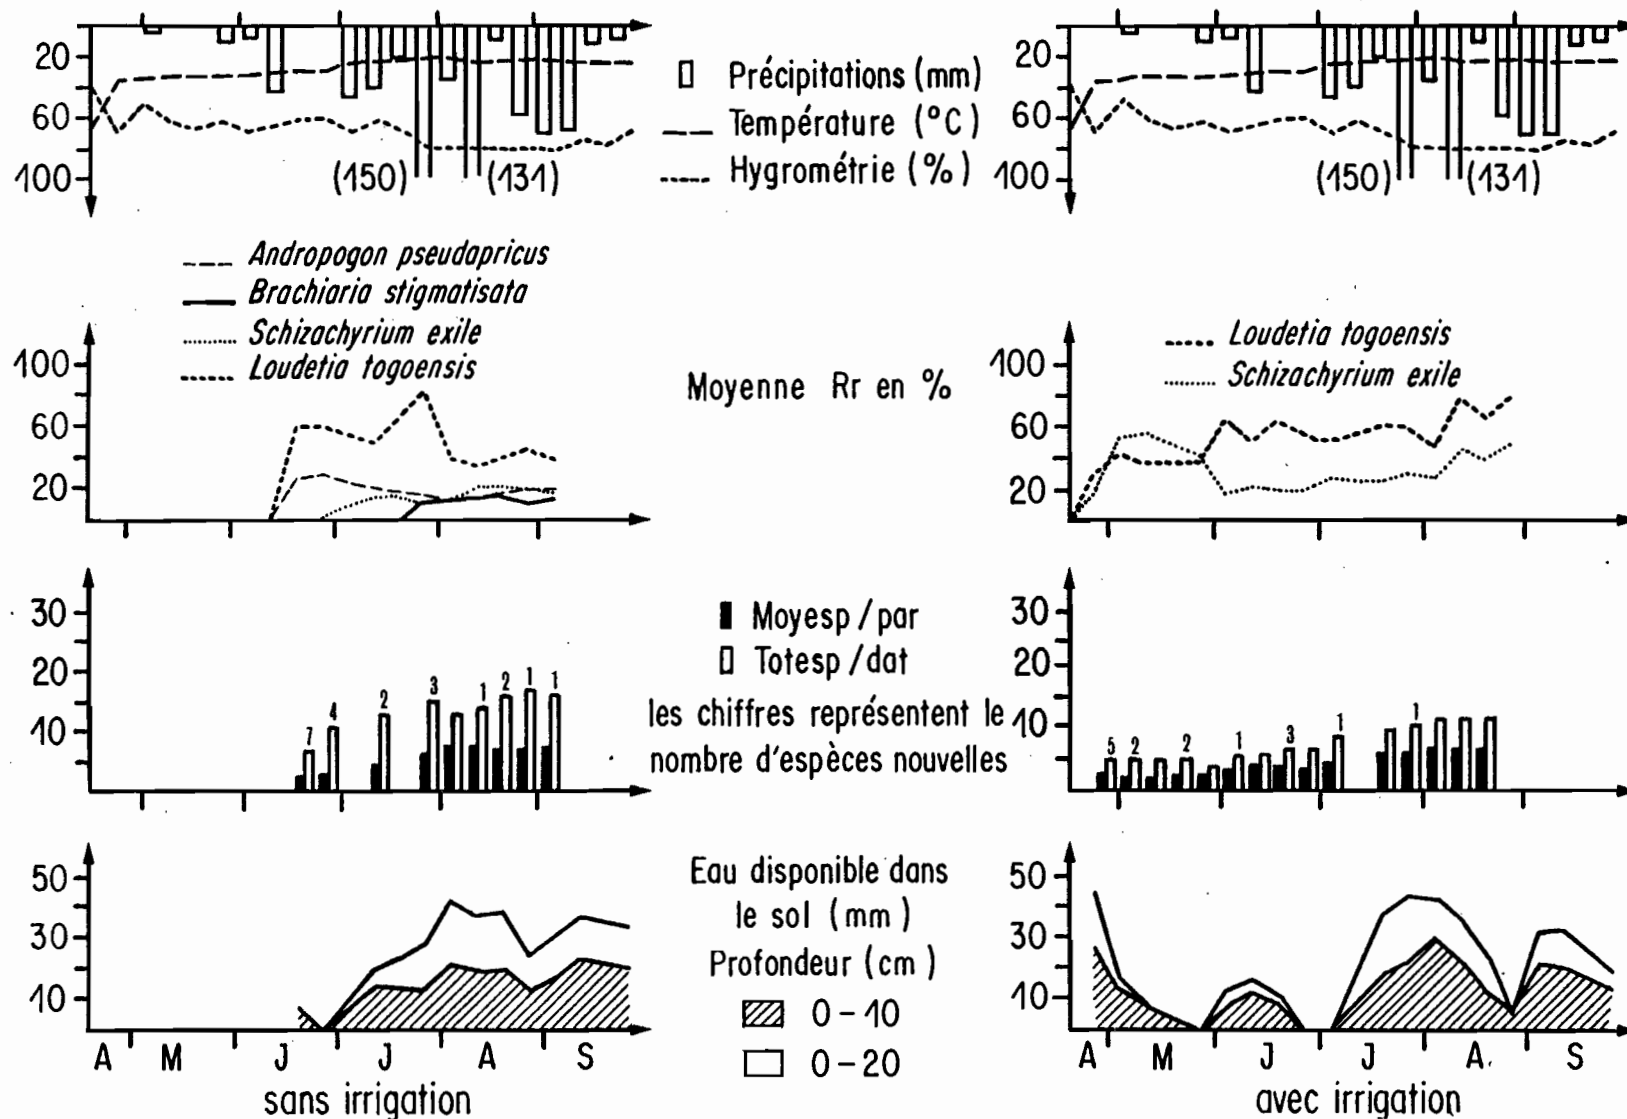 20
60
100
(150)
(131)
Précipitations (mm)
Température (°C)
Hygrométrie (%)
20
60
100
(150)
(131)
Andropogon pseudapricus
Brachiaria stigmatisata
Schizachyrium exile
Loudetia togoensis
100
60
20
Moyenne Rr en %
Loudetia togoensis
Schizachyrium exile
100
60
20
30
20
10
7 4 2 3 1 2 1 1
Moyesp / par
Totesp / dat
les chiffres représentent le
nombre d'espèces nouvelles
30
20
10
5 2 2 1 3 1 1
50
30
10
A M J J A S
sans irrigation
Eau disponible dans
le sol (mm)
Profondeur (cm)
0-10
0-20
50
30
10
A M J J A S
avec irrigation